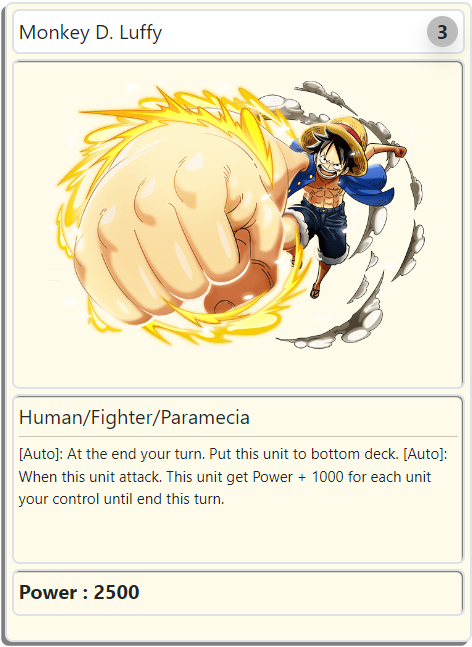 Monkey D. Luffy
3
Human/Fighter/Paramecia
[Auto]: At the end your turn. Put this unit to bottom deck. [Auto]:
When this unit attack. This unit get Power + 1000 for each unit
your control until end this turn.
Power : 2500